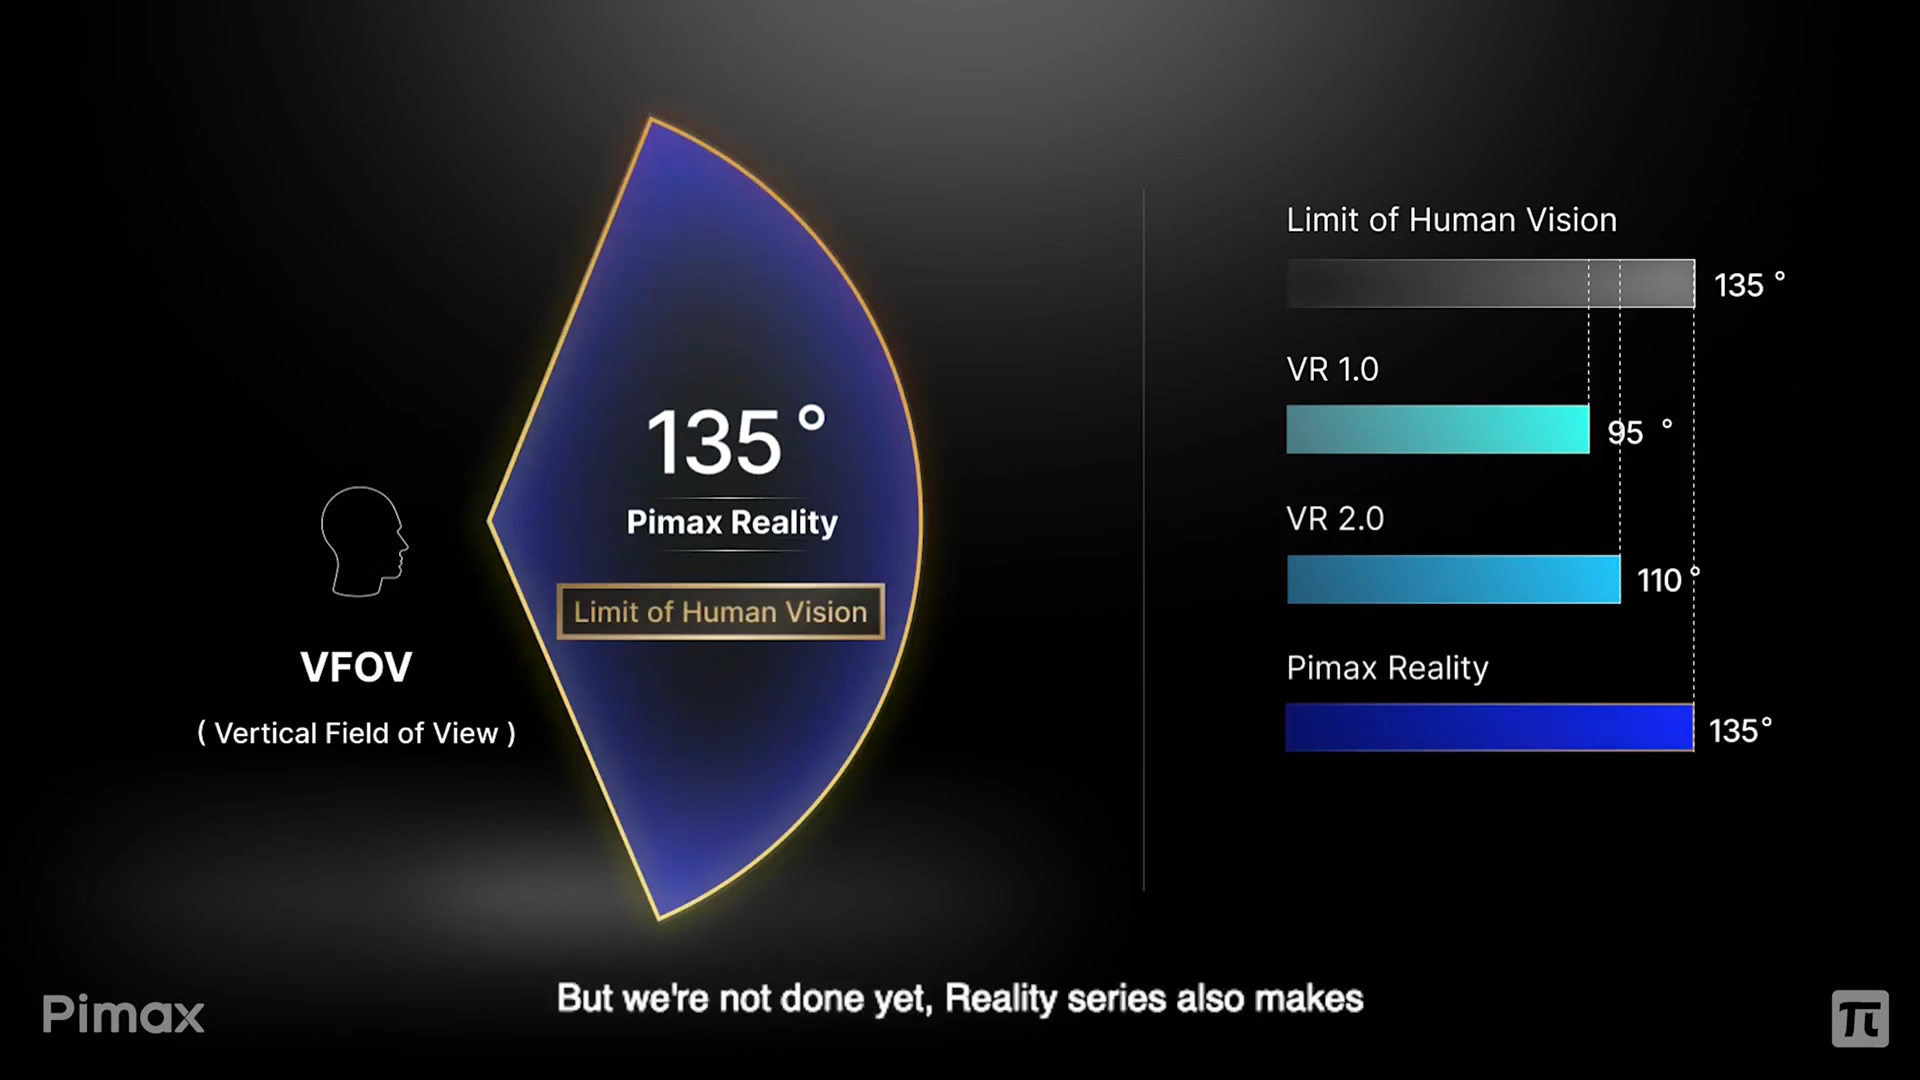 135°
Pimax Reality
Limit of Human Vision
VFOV
( Vertical Field of View )
Limit of Human Vision
135 °
VR 1.0
95 °
VR 2.0
110 °
Pimax Reality
135°
But we're not done yet, Reality series also makes
Pimax
π